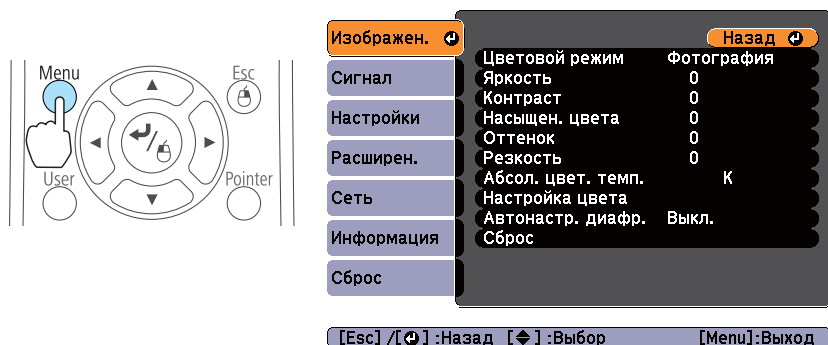 Menu
Esc
User
Pointer
Изображен.
Сигнал
Настройки
Расширен.
Сеть
Информация
Сброс
Назад
Цветовой режим Фотография
Яркость 0
Контраст 0
Насыщен. цвета 0
Оттенок 0
Резкость 0
Абсол. цвет. темп. K
Настройка цвета
Автонастр. диафр. Выкл.
Сброс
[Esc] /[ ] :Назад [ ] :Выбор [Menu]:Выход